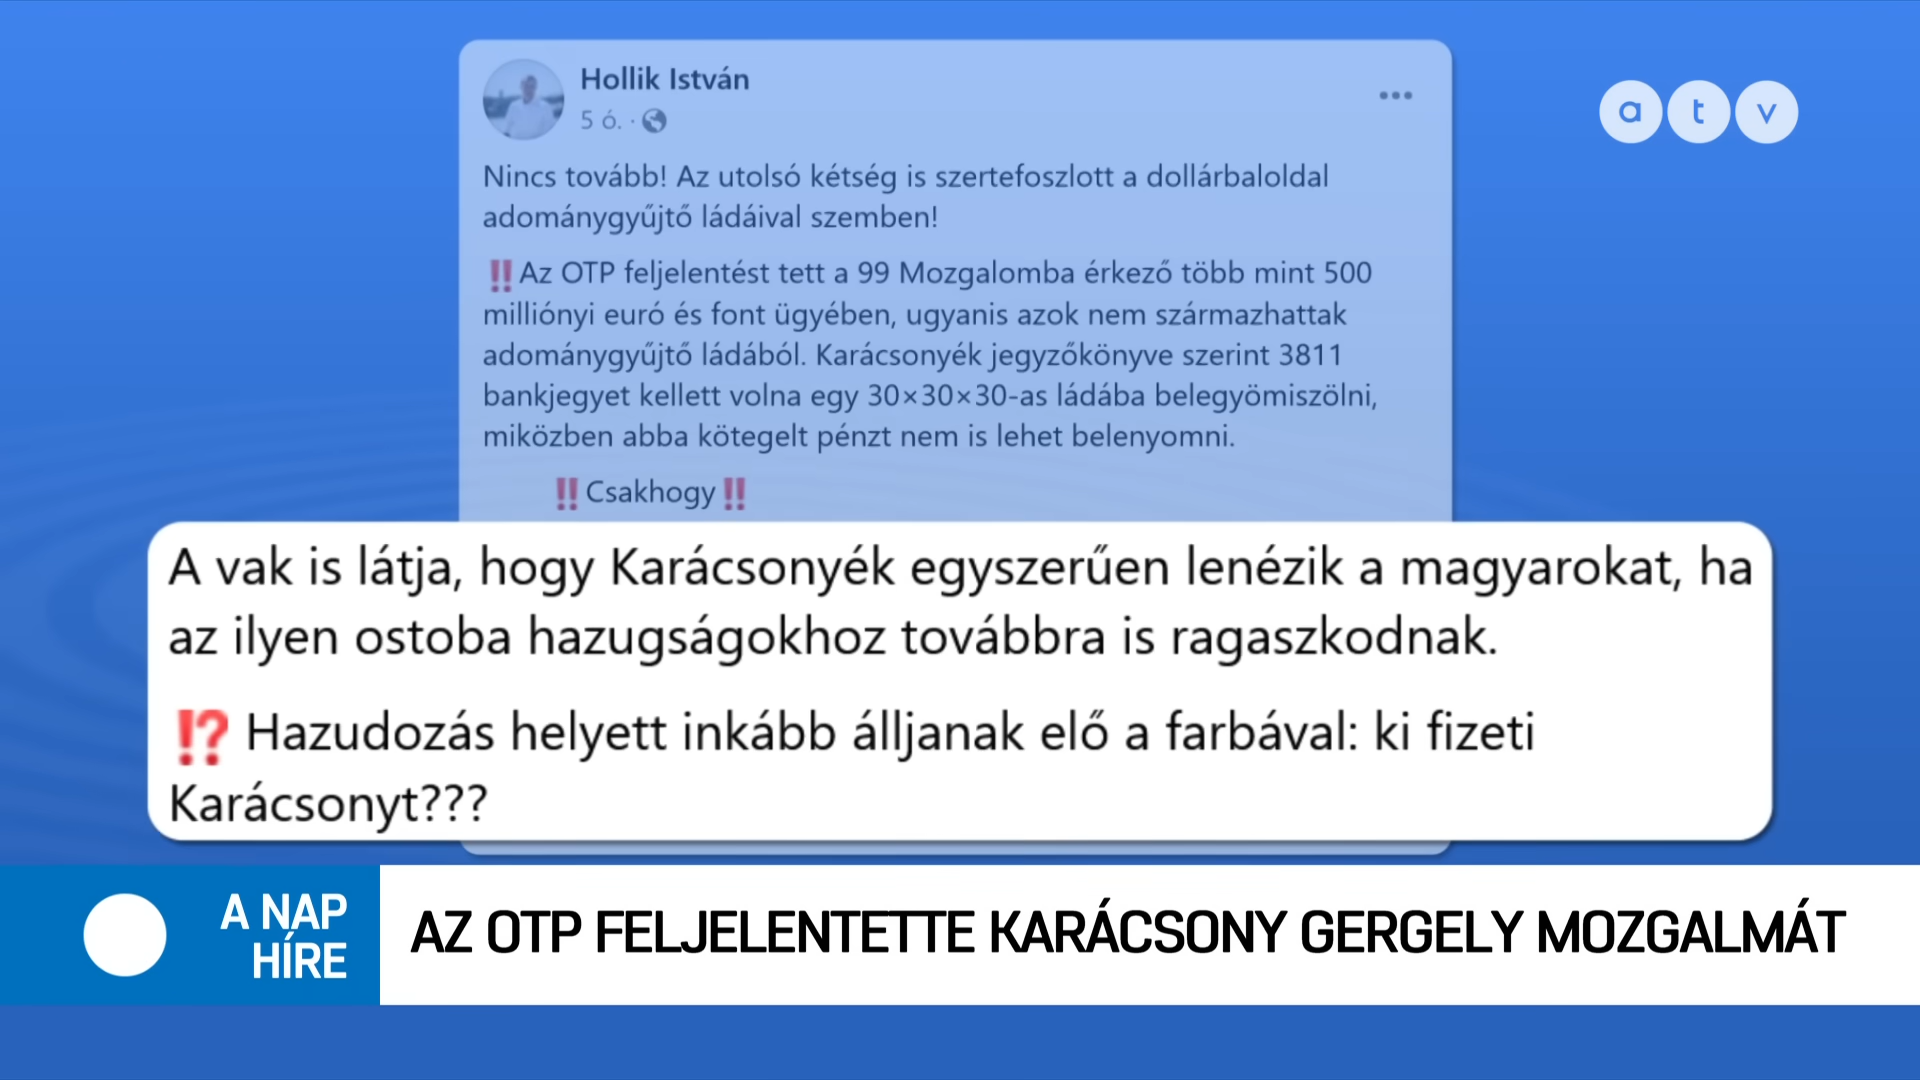 Hollik István
5 ó.
atv
Nincs tovább! Az utolsó kétség is szertefoszlott a dollárbaloldal
adománygyűjtő ládáival szemben!
‼️Az OTP feljelentést tett a 99 Mozgalomba érkező több mint 500
milliónyi euró és font ügyében, ugyanis azok nem származhattak
adománygyűjtő ládából. Karácsonyék jegyzőkönyve szerint 3811
bankjegyet kellett volna egy 30×30×30-as ládába belegyömiszölni,
miközben abba kötegelt pénzt nem is lehet belenyomni.
‼️Csakhogy‼️
A vak is látja, hogy Karácsonyék egyszerűen lenézik a magyarokat, ha
az ilyen ostoba hazugságokhoz továbbra is ragaszkodnak.
⁉️ Hazudozás helyett inkább álljanak elő a farbával: ki fizeti
Karácsonyt???
A NAP
HÍRE
AZ OTP FELJELENTETTE KARÁCSONY GERGELY MOZGALMÁT